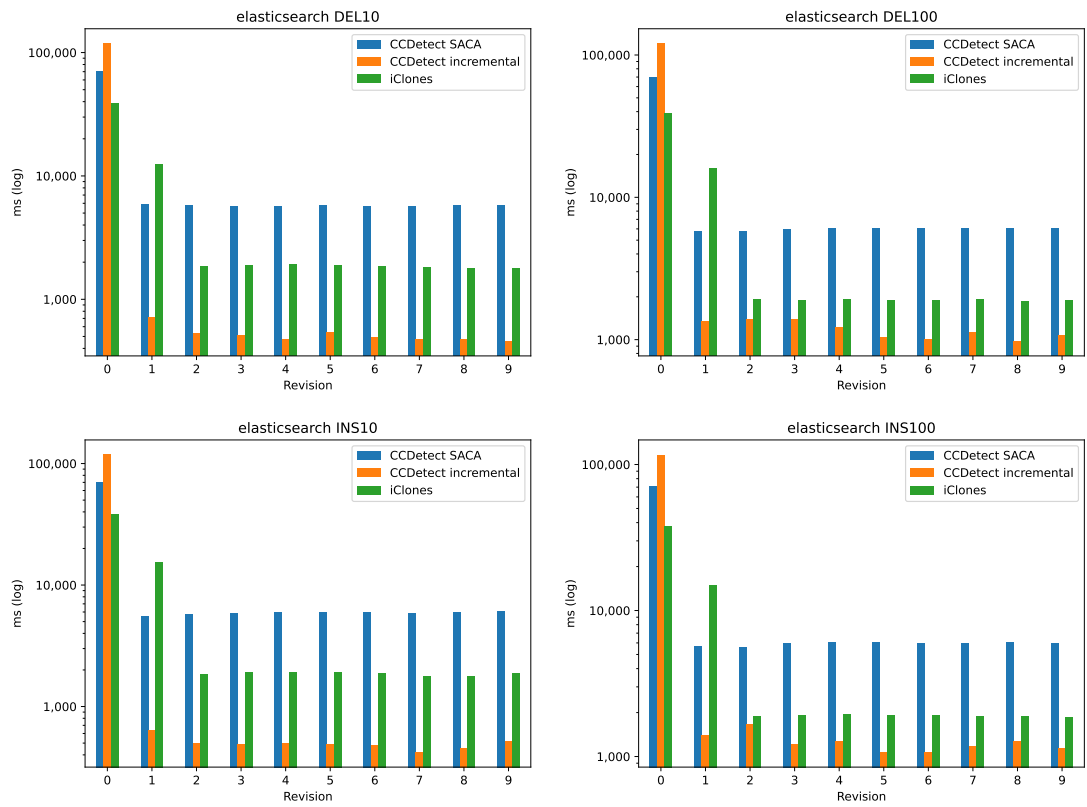 elasticsearch DEL10
100,000
10,000
1,000
ms (log)
CCDetect SACA
CCDetect incremental
iClones
0 1 2 3 4 5 6 7 8 9
Revision
elasticsearch DEL100
100,000
10,000
1,000
ms (log)
CCDetect SACA
CCDetect incremental
iClones
0 1 2 3 4 5 6 7 8 9
Revision
elasticsearch INS10
100,000
10,000
1,000
ms (log)
CCDetect SACA
CCDetect incremental
iClones
0 1 2 3 4 5 6 7 8 9
Revision
elasticsearch INS100
100,000
10,000
1,000
ms (log)
CCDetect SACA
CCDetect incremental
iClones
0 1 2 3 4 5 6 7 8 9
Revision